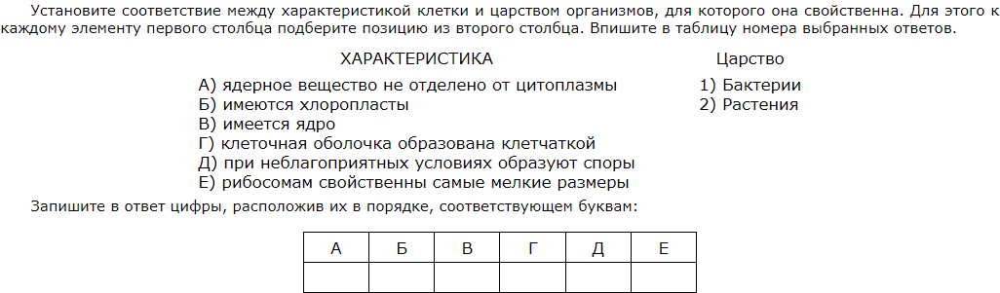 Установите соответствие между характеристикой клетки и царством организмов, для которого она свойственна. Для этого к
каждому элементу первого столбца подберите позицию из второго столбца. Впишите в таблицу номера выбранных ответов.
ХАРАКТЕРИСТИКА Царство
А) ядерное вещество не отделено от цитоплазмы 1) Бактерии
Б) имеются хлоропласты 2) Растения
В) имеется ядро
Г) клеточная оболочка образована клетчаткой
Д) при неблагоприятных условиях образуют споры
Е) рибосомам свойственны самые мелкие размеры
Запишите в ответ цифры, расположив их в порядке, соответствующем буквам:
А Б В Г Д Е